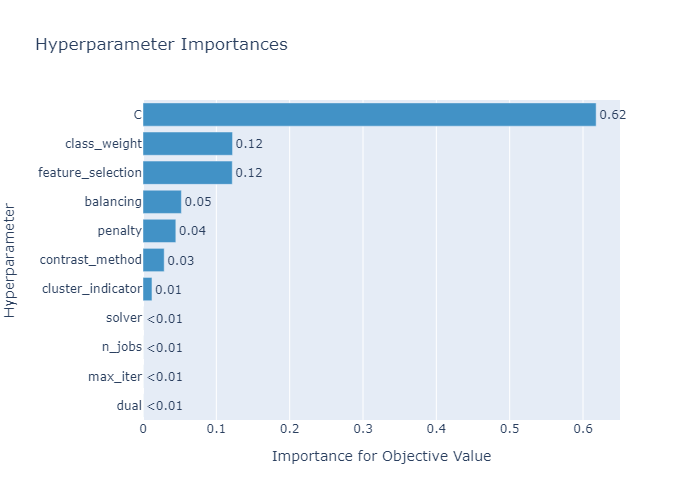 Hyperparameter Importances
Hyperparameter
C 0.62
class_weight 0.12
feature_selection 0.12
balancing 0.05
penalty 0.04
contrast_method 0.03
cluster_indicator 0.01
solver <0.01
n_jobs <0.01
max_iter <0.01
dual <0.01
0 0.1 0.2 0.3 0.4 0.5 0.6
Importance for Objective Value